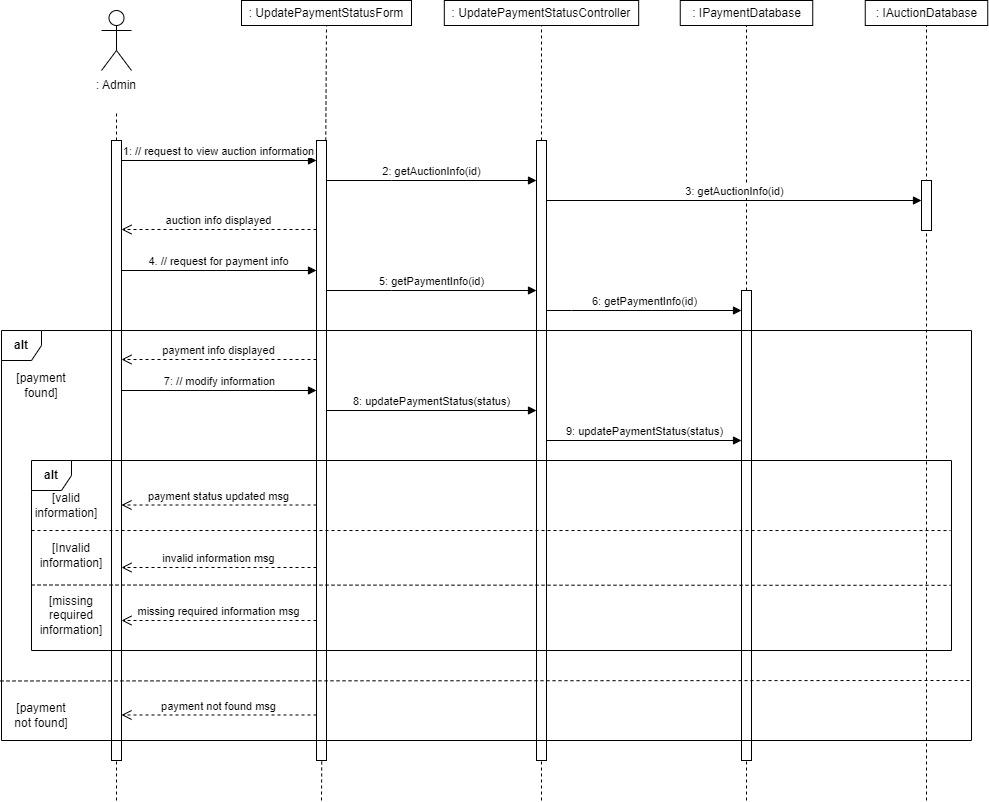 : UpdatePaymentStatusForm
: UpdatePaymentStatusController
: IPaymentDatabase
: IAuctionDatabase
: Admin
1: // request to view auction information
2: getAuctionInfo(id)
3: getAuctionInfo(id)
auction info displayed
4. // request for payment info
5: getPaymentInfo(id)
6: getPaymentInfo(id)
alt
payment info displayed
[payment
found]
7: // modify information
8: updatePaymentStatus(status)
9: updatePaymentStatus(status)
alt
[valid
information]
payment status updated msg
[Invalid
information]
invalid information msg
[missing
required
information]
missing required information msg
[payment
not found]
payment not found msg